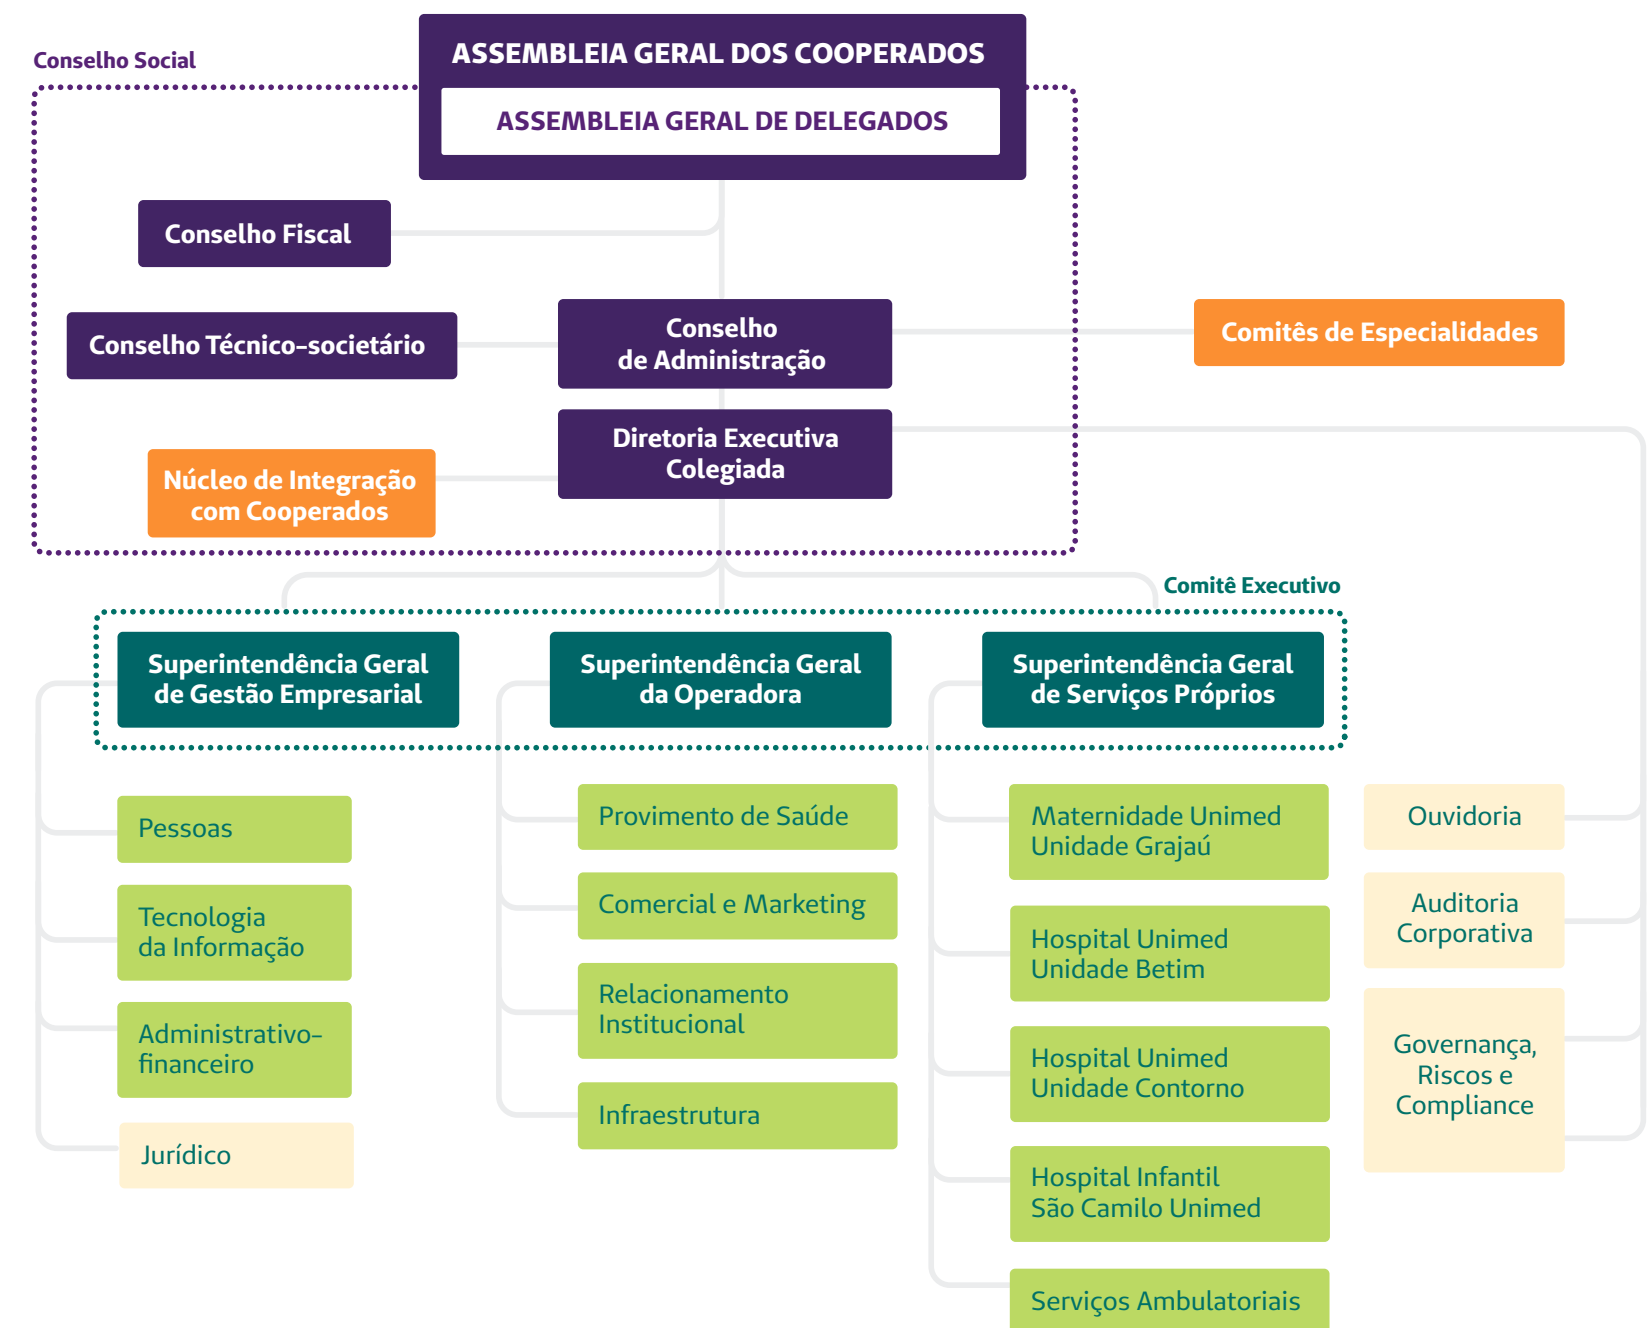 Conselho Social
ASSEMBLEIA GERAL DOS COOPERADOS
ASSEMBLEIA GERAL DE DELEGADOS
Conselho Fiscal
Conselho Técnico-societário
Conselho
de Administração
Comitês de Especialidades
Diretoria Executiva
Colegiada
Núcleo de Integração
com Cooperados
Comitê Executivo
Superintendência Geral
de Gestão Empresarial
Superintendência Geral
da Operadora
Superintendência Geral
de Serviços Próprios
Pessoas
Tecnologia
da Informação
Administrativo-
financeiro
Jurídico
Provimento de Saúde
Comercial e Marketing
Relacionamento
Institucional
Infraestrutura
Maternidade Unimed
Unidade Grajaú
Hospital Unimed
Unidade Betim
Hospital Unimed
Unidade Contorno
Hospital Infantil
São Camilo Unimed
Serviços Ambulatoriais
Ouvidoria
Auditoria
Corporativa
Governança,
Riscos e
Compliance